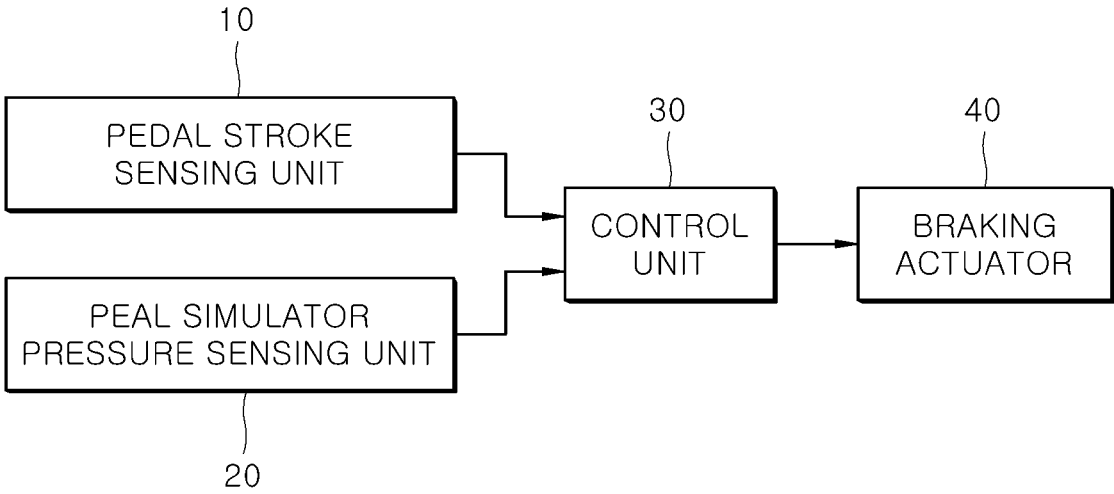 10
PEDAL STROKE
SENSING UNIT
30
CONTROL
UNIT
40
BRAKING
ACTUATOR
PEAL SIMULATOR
PRESSURE SENSING UNIT
20